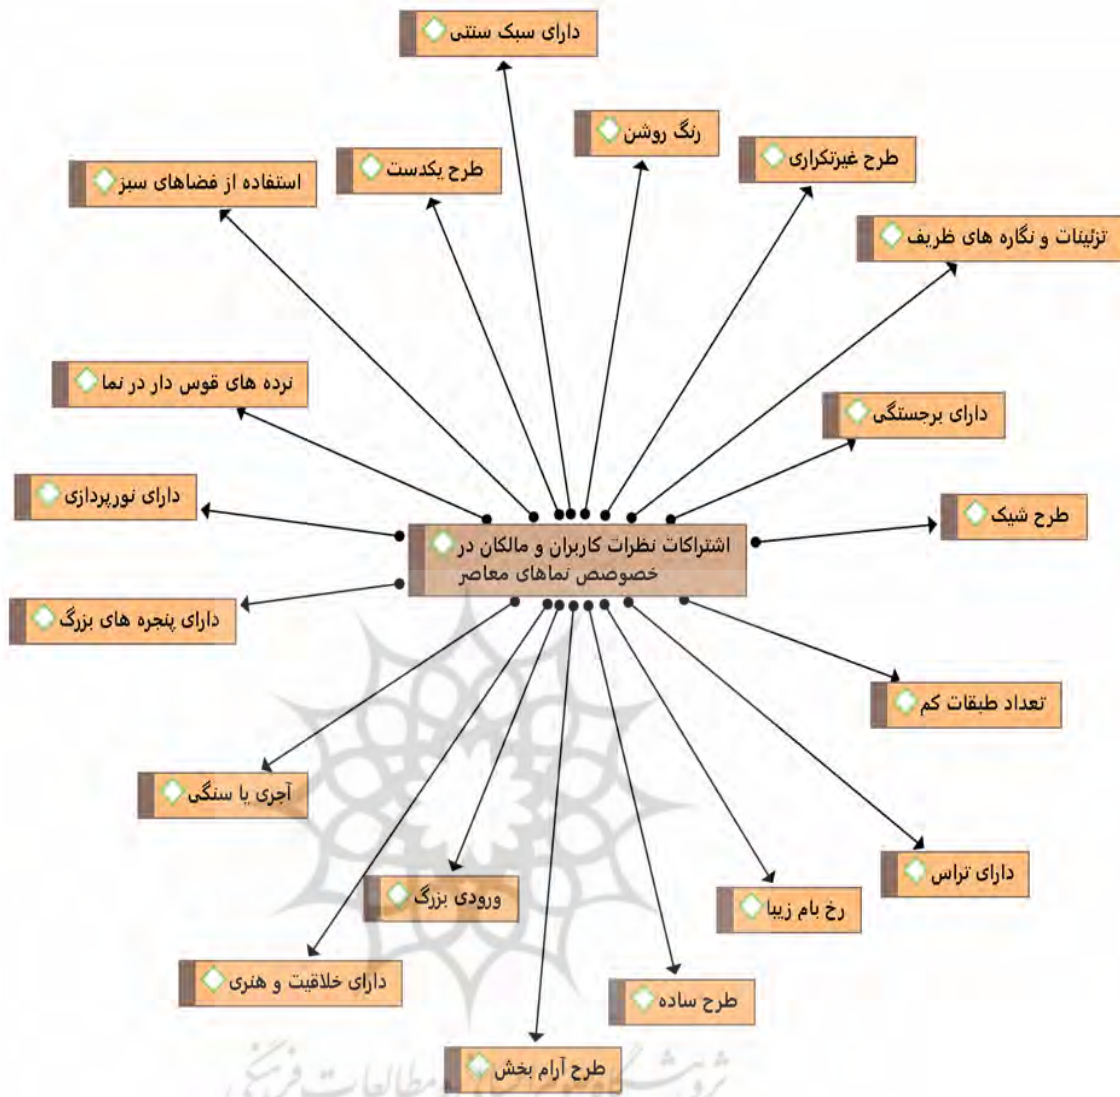 دارای سبک سنتی
رنگ روشن
طرح غیرتکراری
طرح یکدست
استفاده از فضاهای سبز
تزئینات و نگاره های ظریف
نرده های قوس دار در نما
دارای برجستگی
دارای نورپردازی
طرح شیک
اشتراکات نظرات کاربران و مالکان در
خصوصص نماهای معاصر
دارای پنجره های بزرگ
تعداد طبقات کم
آجری یا سنگی
دارای تراس
ورودی بزرگ
رخ بام زیبا
دارای خلاقیت و هنری
طرح ساده
طرح آرام بخش
مطالعات فرهنگی